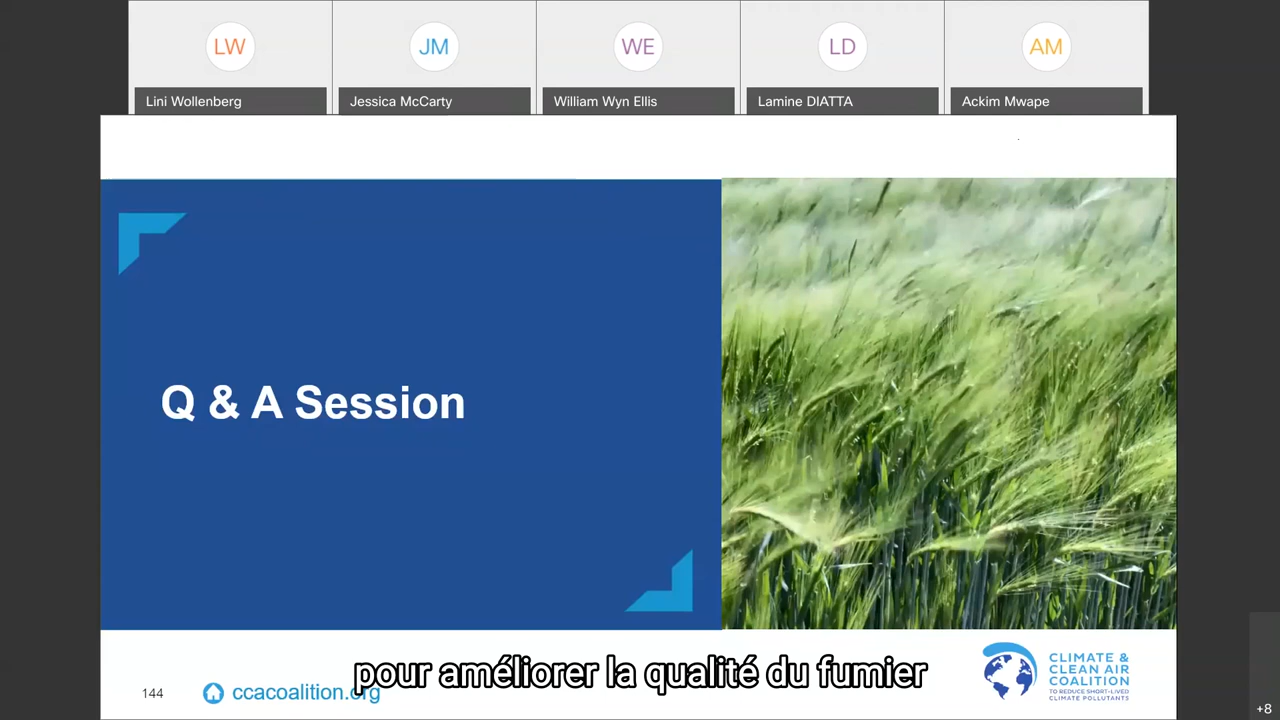 LW
JM
WE
LD
AM
Lini Wollenberg
Jessica McCarty
William Wyn Ellis
Lamine DIATTA
Ackim Mwape
Q & A Session
pour améliorer la qualité du fumier
144
ccacoalition.org
CLIMATE &
CLEAN AIR
COALITION
TO REDUCE SHORT-LIVED
CLIMATE POLLUTANTS
+8